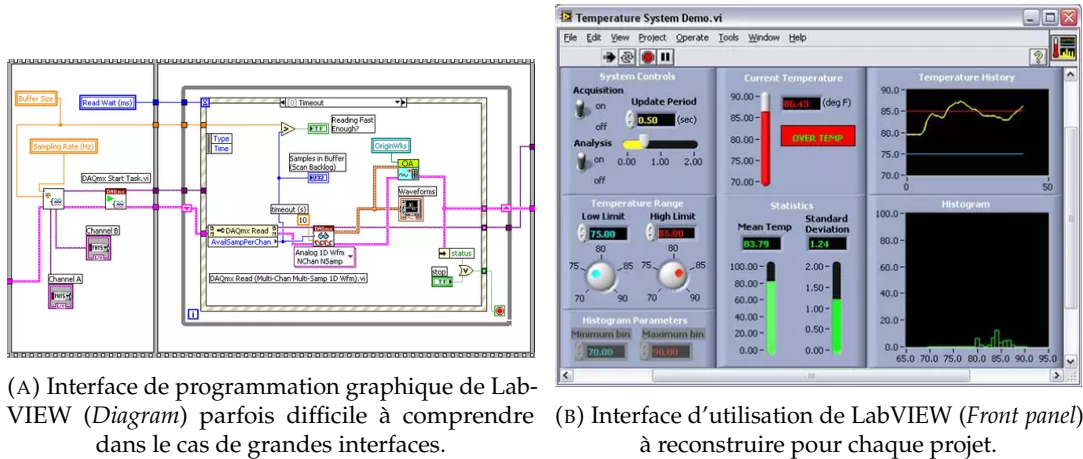 Buffer Size
Read Wait (ms)
Sampling Rate (Hz)
DAQmx Start Task.vi
Channel B
Channel A
[0] Timeout
Type
Time
Reading Fast
Enough?
TF
Samples in Buffer
(Scan Backlog)
OriginWks
OA
Waveforms
timeout (s)
10
DAQmx
DAQmx Read
AvailSampPerChan
Analog 1D Wfm
NChan NSamp
status
stop
TF
DAQmx Read (Multi-Chan Multi-Samp 1D Wfm).vi
i
(A) Interface de programmation graphique de Lab-
VIEW (Diagram) parfois difficile à comprendre
dans le cas de grandes interfaces.
Temperature System Demo.vi
File Edit View Project Operate Tools Window Help
System Controls
Acquisition
on
off
Update Period
0.50 (sec)
0.00 1.00 2.00
Analysis
on
off
Temperature Range
Low Limit High Limit
75.00 85.00
80 80
75 85 75 85
70 90 70 90
Histogram Parameters
Minimum bin Maximum bin
70.00 90.00
Current Temperature
90.00
85.00
80.00
75.00
70.00
86.43 (deg F)
OVER TEMP
Statistics
Mean Temp
83.79
Standard
Deviation
1.24
100.00
80.00
60.00
40.00
20.00
0.00
2.00
1.50
1.00
0.50
0.00
Temperature History
90.0
85.0
80.0
75.0
70.0
0 50
Histogram
100.0
80.0
60.0
40.0
20.0
0.0
65.0 70.0 75.0 80.0 85.0 90.0 95.0
(B) Interface d'utilisation de LabVIEW (Front panel)
à reconstruire pour chaque projet.